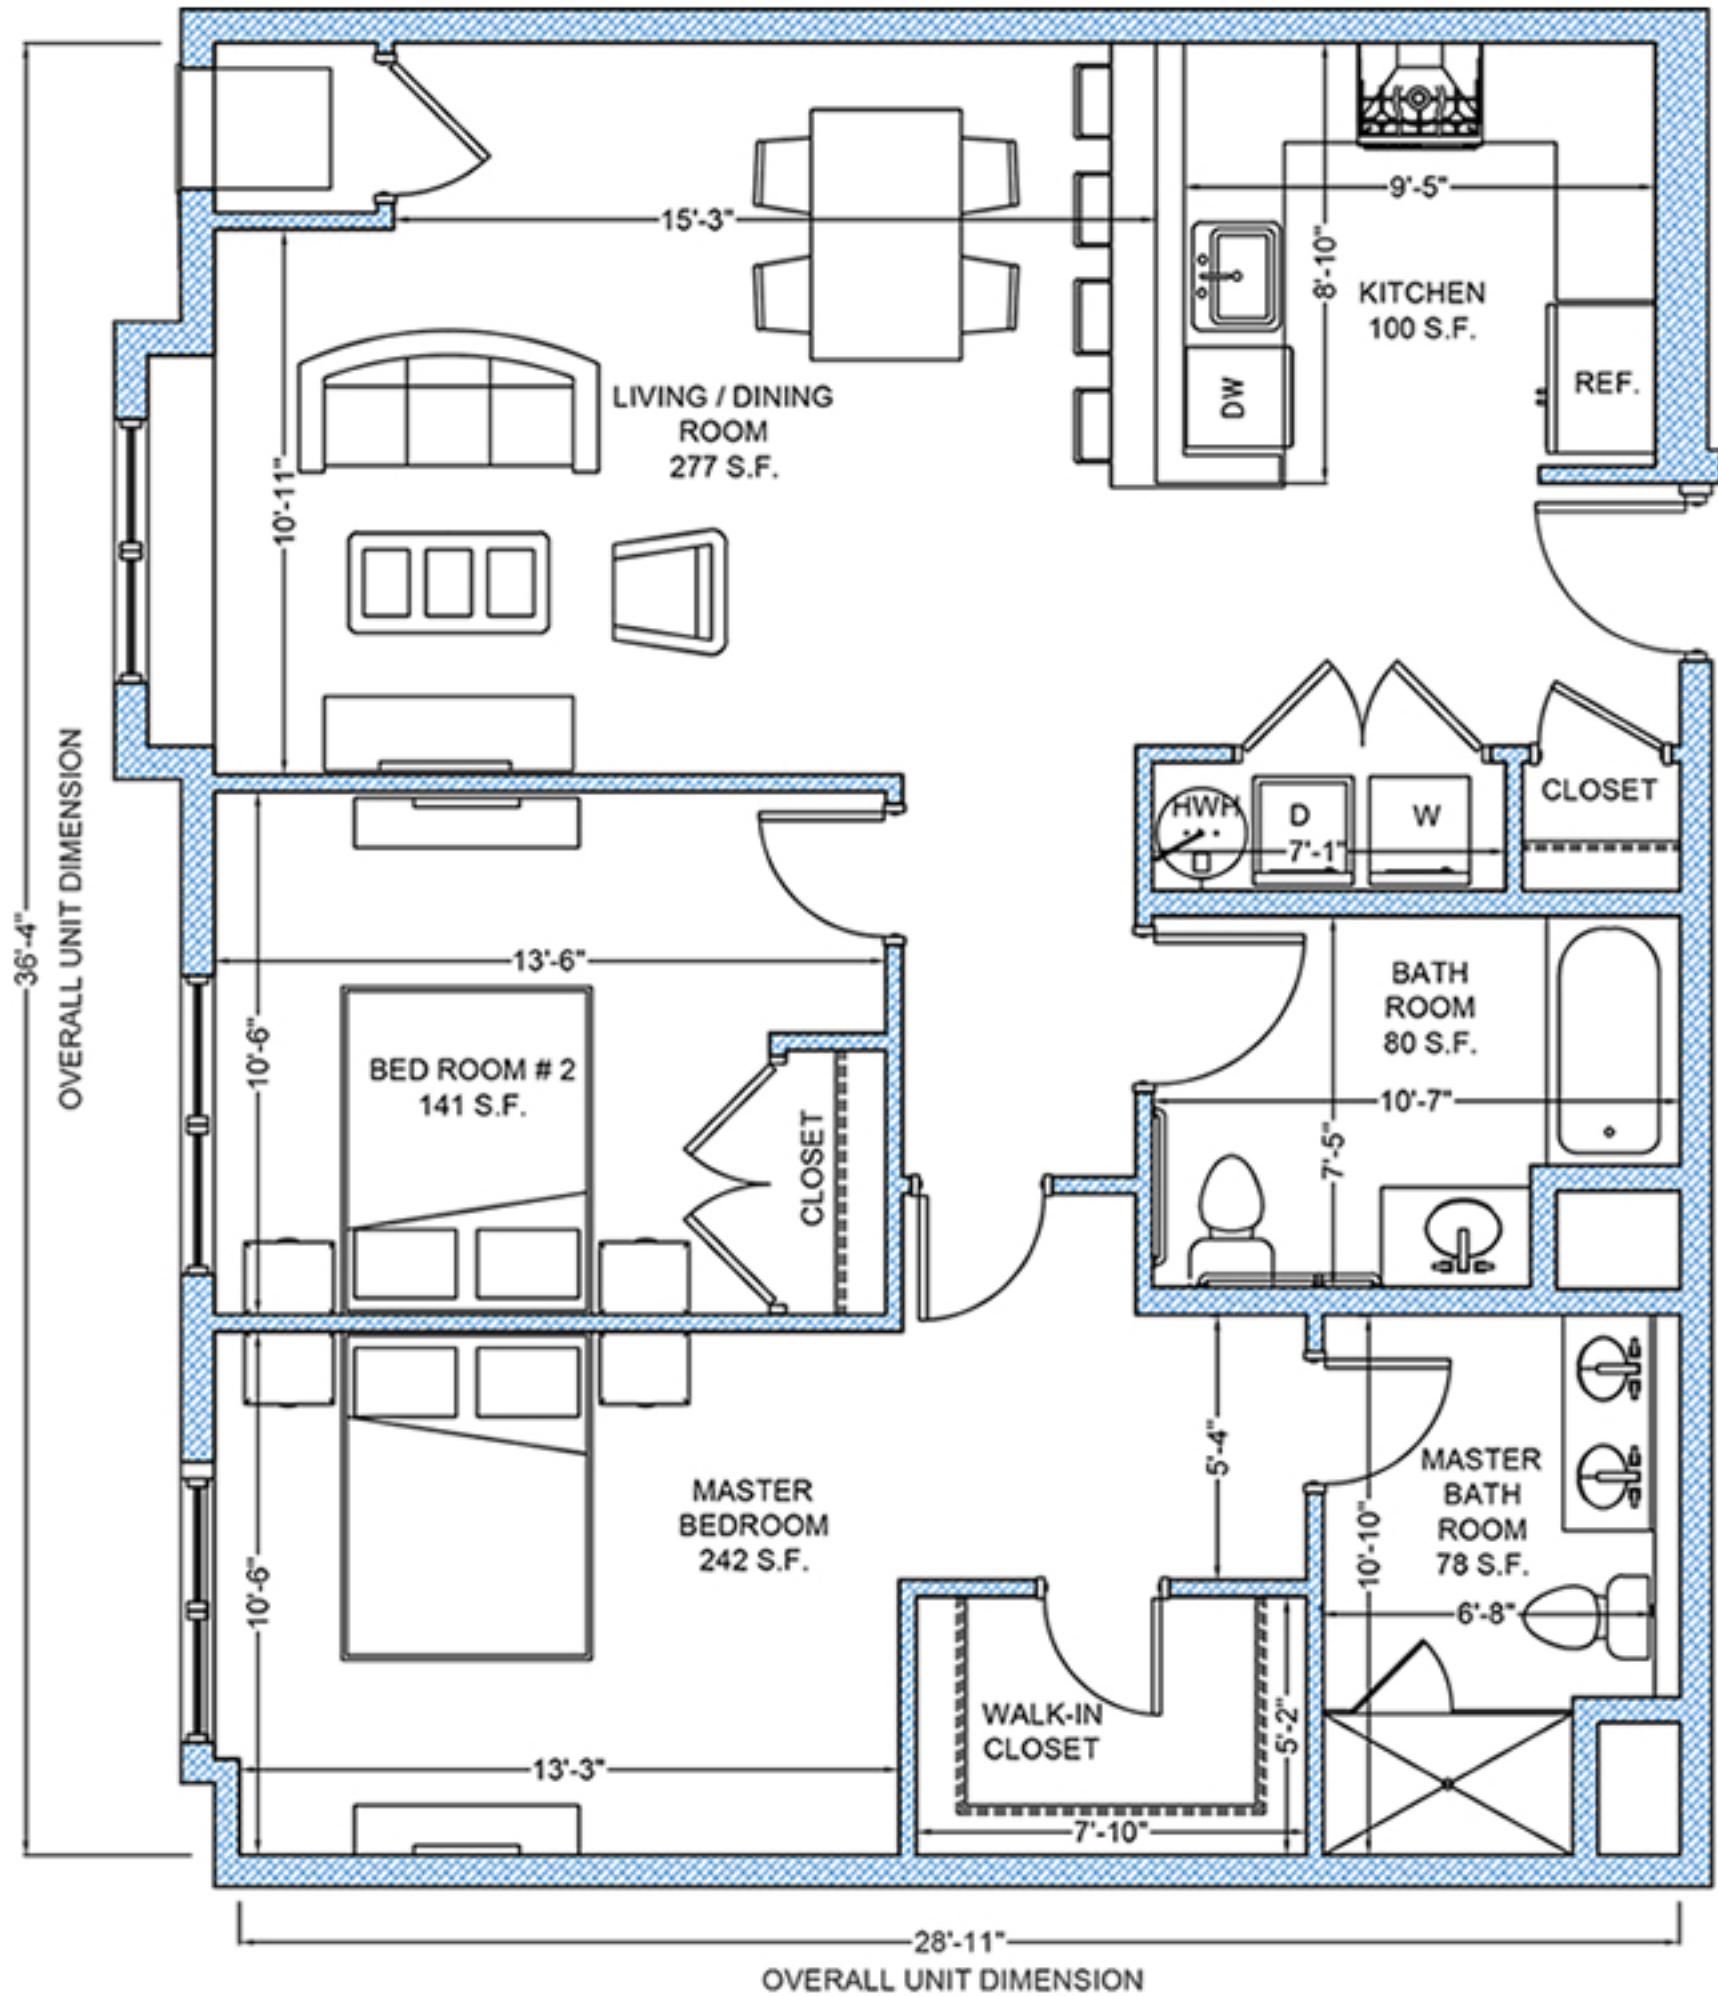 9'-5"
15'-3"
8'-10"
KITCHEN
100 S.F.
REF.
DW
LIVING / DINING
ROOM
277 S.F.
10'-11"
CLOSET
HWH
D
W
7'-1"
36'-4"
OVERALL UNIT DIMENSION
13'-6"
10'-6"
BED ROOM # 2
141 S.F.
CLOSET
BATH
ROOM
80 S.F.
10'-7"
7'-5"
5'-4"
MASTER
BEDROOM
242 S.F.
10'-6"
13'-3"
MASTER
BATH
ROOM
78 S.F.
10'-10"
6'-8"
WALK-IN
CLOSET
5'-2"
7'-10"
28'-11"
OVERALL UNIT DIMENSION